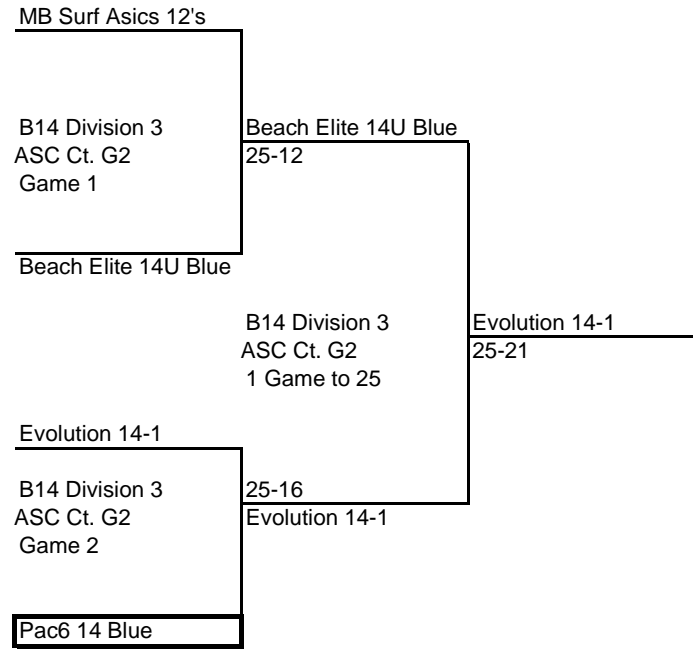 MB Surf Asics 12's
B14 Division 3
ASC Ct. G2
Game 1
Beach Elite 14U Blue
25-12
Beach Elite 14U Blue
B14 Division 3
ASC Ct. G2
1 Game to 25
Evolution 14-1
25-21
Evolution 14-1
B14 Division 3
ASC Ct. G2
Game 2
25-16
Evolution 14-1
Pac6 14 Blue